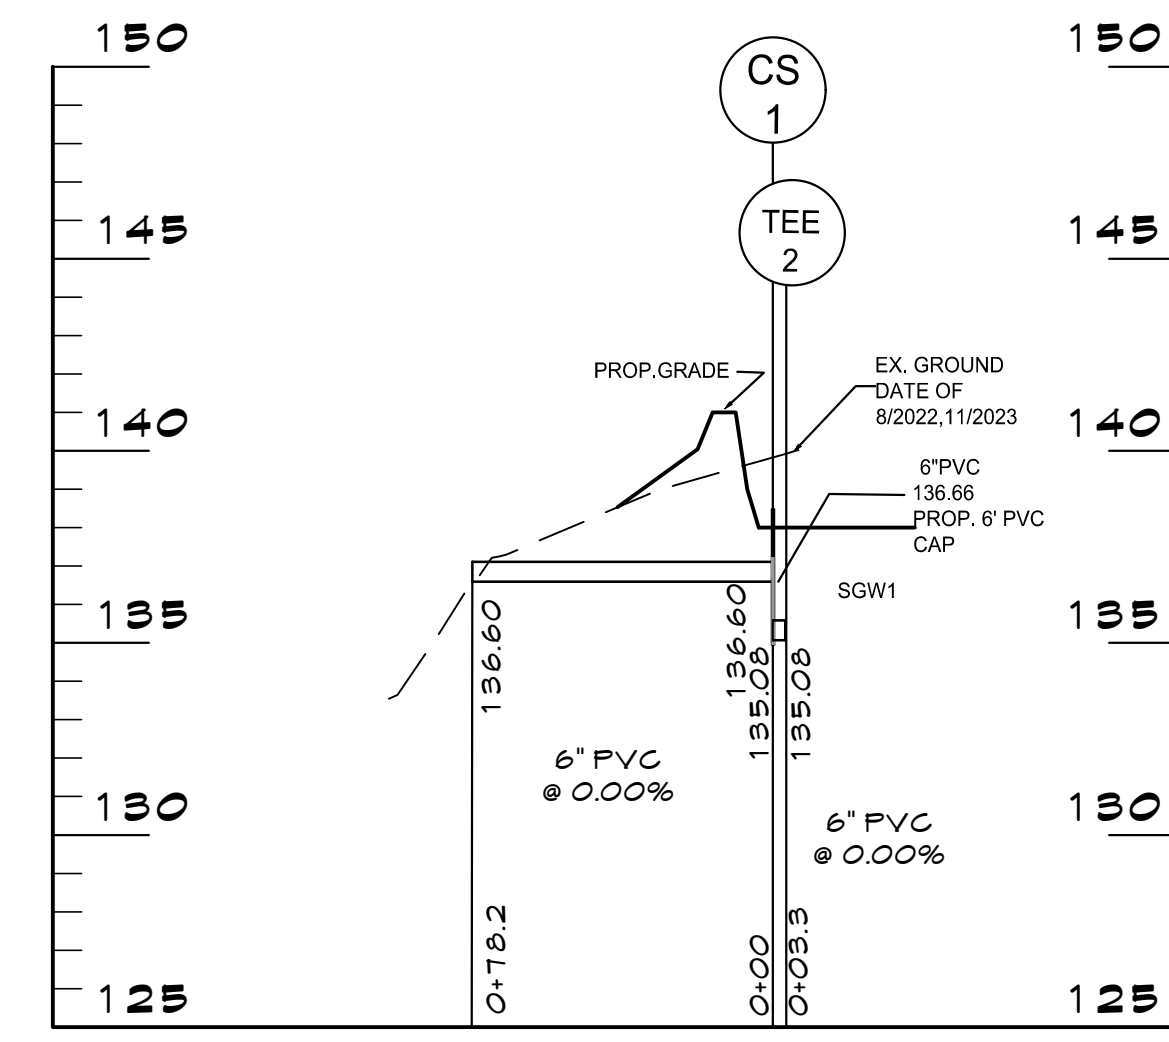 150
150
CS
1
145
145
TEE
2
PROP.GRADE
EX. GROUND
DATE OF
8/2022,11/2023
140
140
6"PVC
136.66
PROP. 6' PVC
CAP
SGW1
135
135
136.60
136.60
135.08
135.08
6" PVC
@ 0.00%
6" PVC
@ 0.00%
130
130
0+78.2
0+00
0+03.3
125
125